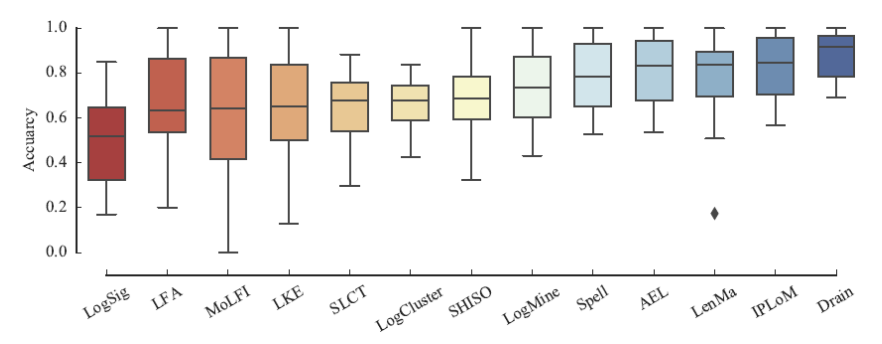 1.0
0.8
0.6
0.4
0.2
0.0
Accuarcy
LogSig
LFA
MoLFI
LKE
SLCT
LogCluster
SHISO
LogMine
Spell
AEL
LenMa
IPLoM
Drain